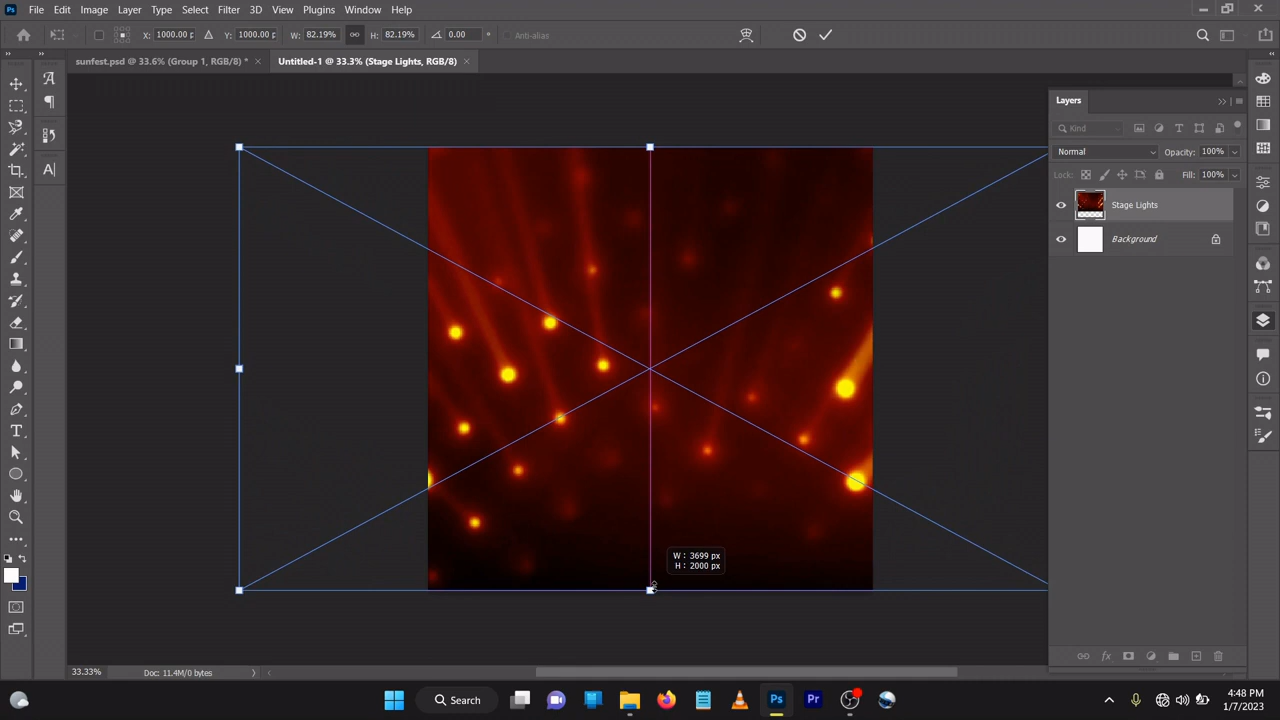 Ps File Edit Image Layer Type Select Filter 3D View Plugins Window Help
X: 1000.00 p Y: 1000.00 p W: 82.19% H: 82.19% 0.00 ° Anti-alias
sunfest.psd @ 33.6% (Group 1, RGB/8) * × Untitled-1 @ 33.3% (Stage Lights, RGB/8) ×
Layers
Kind
Normal Opacity: 100%
Lock: Fill: 100%
Stage Lights
Background
W: 3699 px
H: 2000 px
33.33% Doc: 11.4M/0 bytes
Search Ps Pr
4:48 PM
1/7/2023